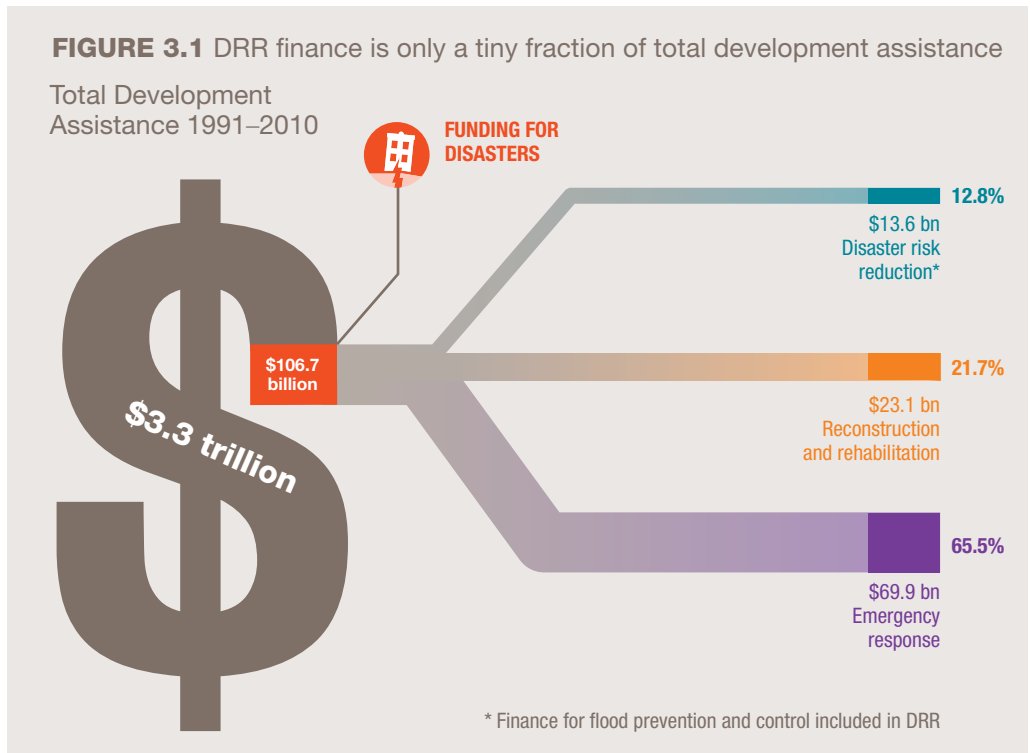 FIGURE 3.1 DRR finance is only a tiny fraction of total development assistance
Total Development
Assistance 1991–2010
FUNDING FOR
DISASTERS
12.8%
$13.6 bn
Disaster risk
reduction*
$106.7
billion
21.7%
$23.1 bn
Reconstruction
and rehabilitation
$3.3 trillion
65.5%
$69.9 bn
Emergency
response
* Finance for flood prevention and control included in DRR